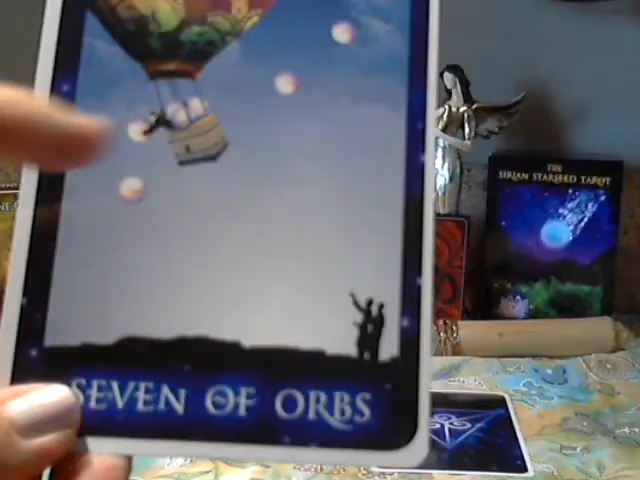 THE
SIRIAN STARSEED TAROT
SEVEN OF ORBS